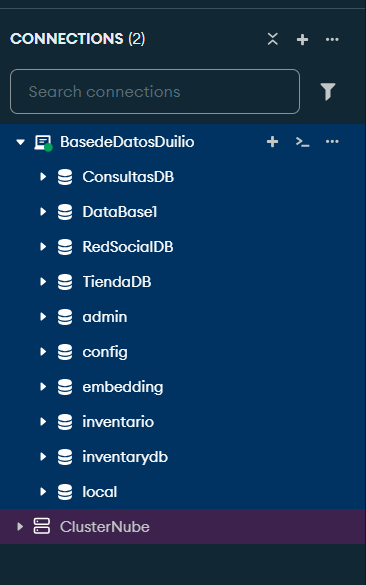 CONNECTIONS (2)
Search connections
BasedeDatosDuilio
ConsultasDB
DataBase1
RedSocialDB
TiendaDB
admin
config
embedding
inventario
inventarydb
local
ClusterNube